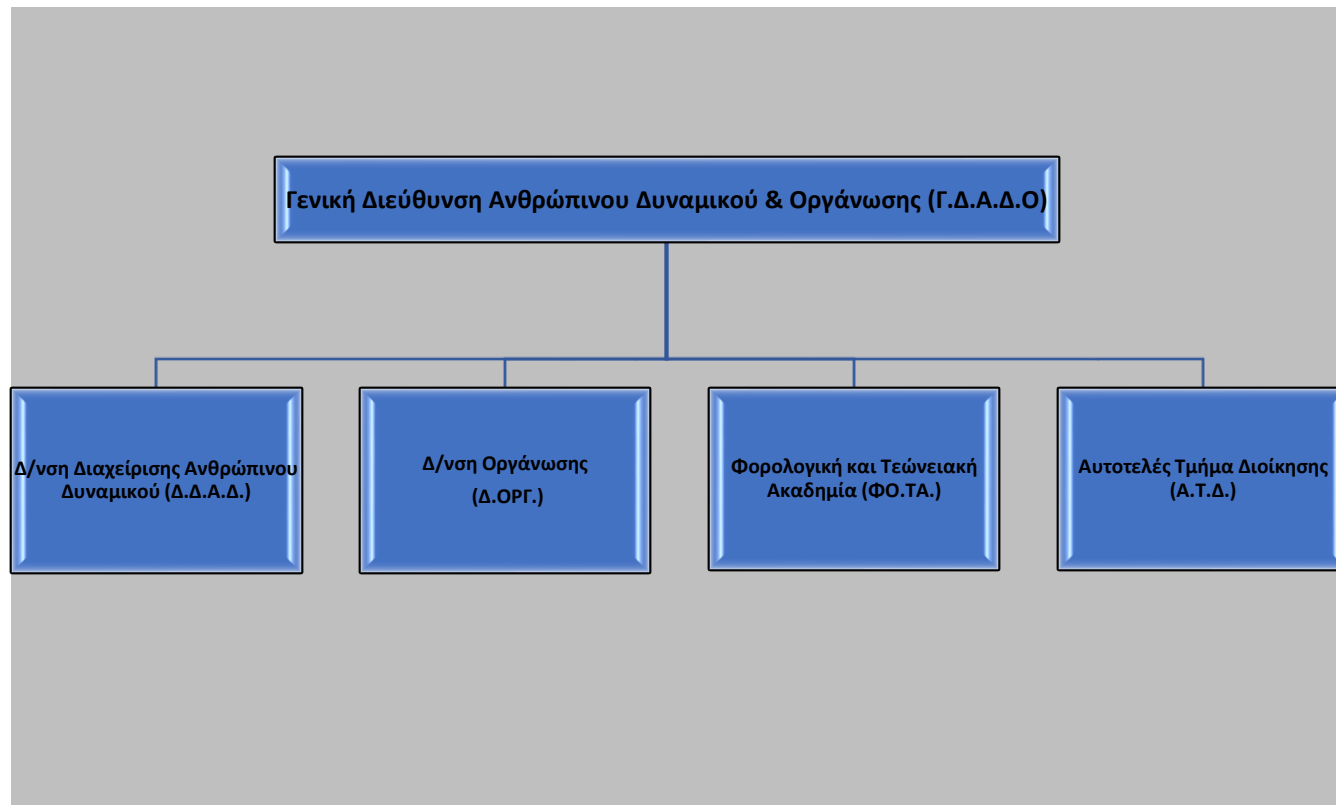 Γενική Διεύθυνση Ανθρώπινου Δυναμικού & Οργάνωσης (Γ.Δ.Α.Δ.Ο)
Δ/νση Διαχείρισης Ανθρώπινου
Δυναμικού (Δ.Δ.Α.Δ.)
Δ/νση Οργάνωσης
(Δ.ΟΡΓ.)
Φορολογική και Τεώνειακή
Ακαδημία (ΦΟ.ΤΑ.)
Αυτοτελές Τμήμα Διοίκησης
(Α.Τ.Δ.)